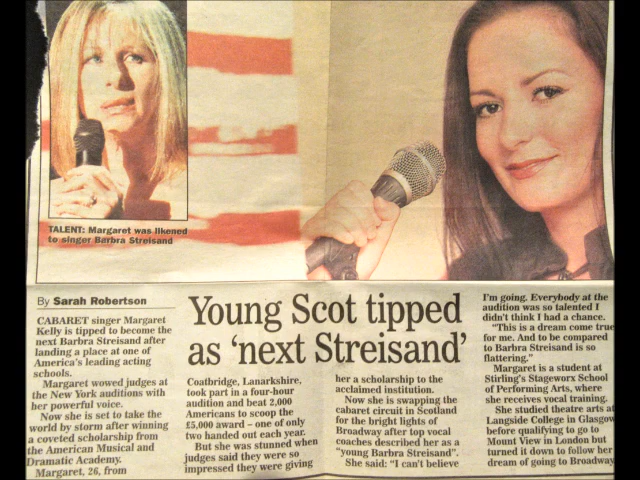 TALENT: Margaret was likened
to singer Barbra Streisand
By Sarah Robertson
Young Scot tipped
as ‘next Streisand’
CABARET singer Margaret
Kelly is tipped to become the
next Barbra Streisand after
landing a place at one of
America's leading acting
schools.
Margaret wowed judges at
the New York auditions with
her powerful voice.
Now she is set to take the
world by storm after winning
a coveted scholarship from
the American Musical and
Dramatic Academy.
Margaret, 26, from
Coatbridge, Lanarkshire,
took part in a four-hour
audition and beat 2,000
Americans to scoop the
£5,000 award – one of only
two handed out each year.
But she was stunned when
judges said they were so
impressed they were giving
her a scholarship to the
acclaimed institution.
Now she is swapping the
cabaret circuit in Scotland
for the bright lights of
Broadway after top vocal
coaches described her as a
"young Barbra Streisand".
She said: "I can't believe
I'm going. Everybody at the
audition was so talented I
didn't think I had a chance.
"This is a dream come true
for me. And to be compared
to Barbra Streisand is so
flattering."
Margaret is a student at
Stirling's Stageworx School
of Performing Arts, where
she receives vocal training.
She studied theatre arts at
Langside College in Glasgow
before qualifying to go to
Mount View in London but
turned it down to follow her
dream of going to Broadway